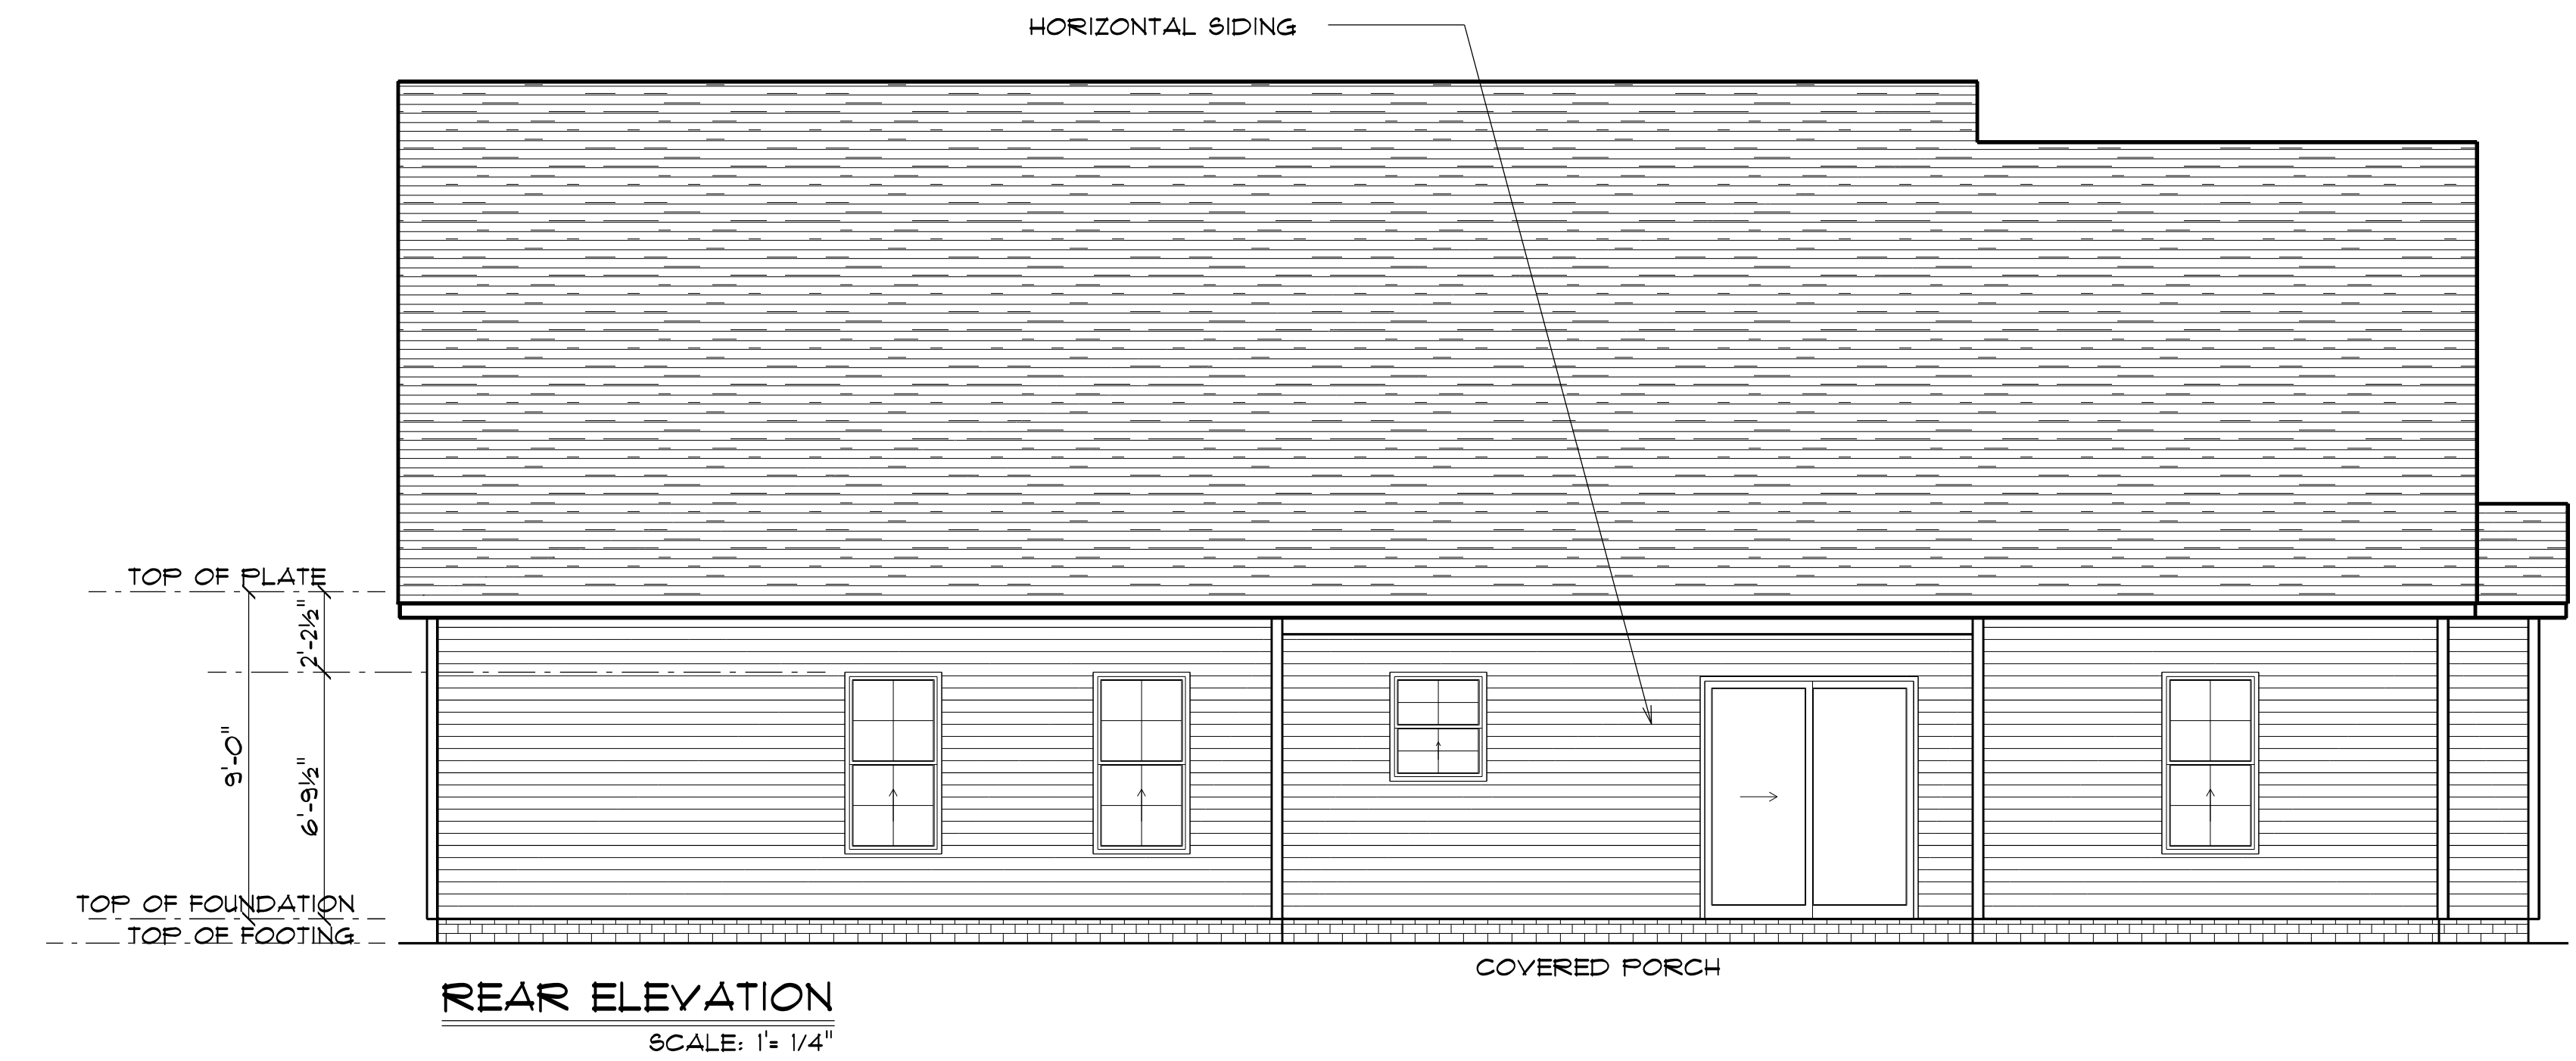 HORIZONTAL SIDING
TOP OF PLATE
2'-2½"
9'-0"
6'-9½"
TOP OF FOUNDATION
TOP OF FOOTING
COVERED PORCH
REAR ELEVATION
SCALE: 1'= 1/4"